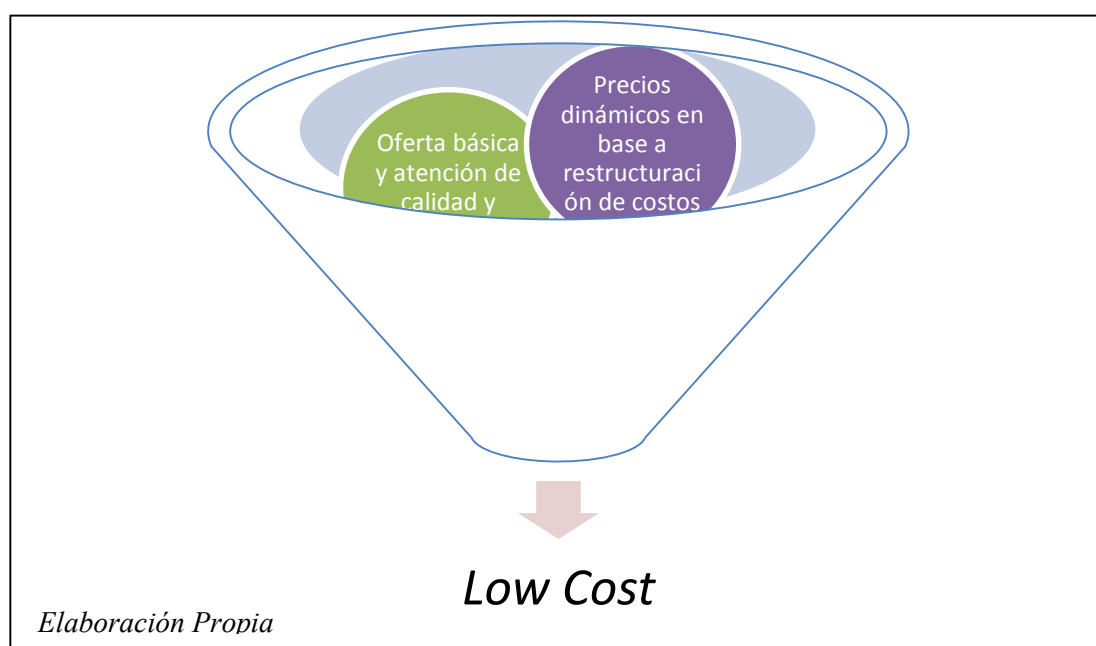 Oferta básica
y atención de
calidad y
Precios
dinámicos en
base a
restructuraci
ón de costos
Low Cost
Elaboración Propia